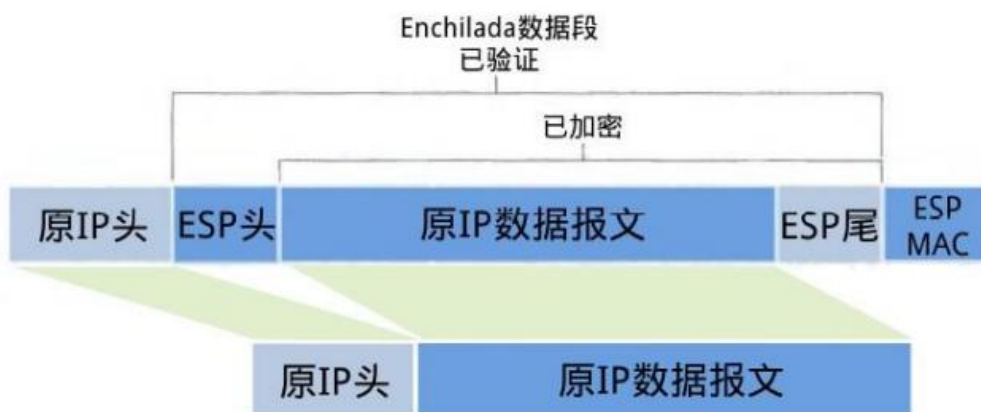 Enchilada数据段
已验证
已加密
原IP头
ESP头
原IP数据报文
ESP尾
ESP
MAC
原IP头
原IP数据报文